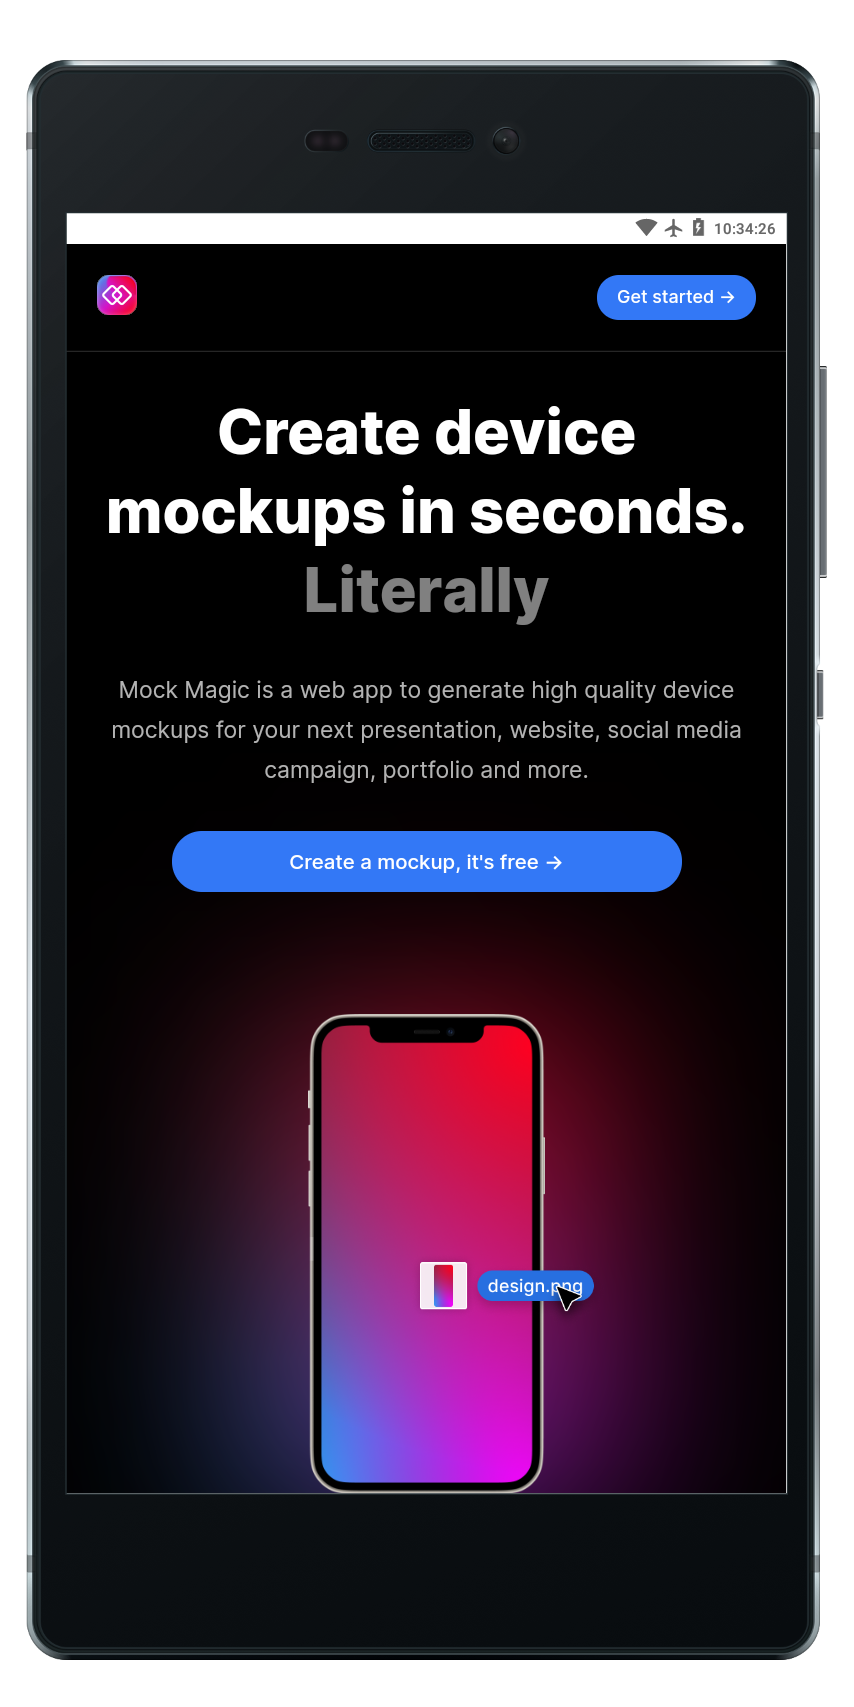 10:34:26
Get started →
Create device
mockups in seconds.
Literally
Mock Magic is a web app to generate high quality device
mockups for your next presentation, website, social media
campaign, portfolio and more.
Create a mockup, it's free →
design.png